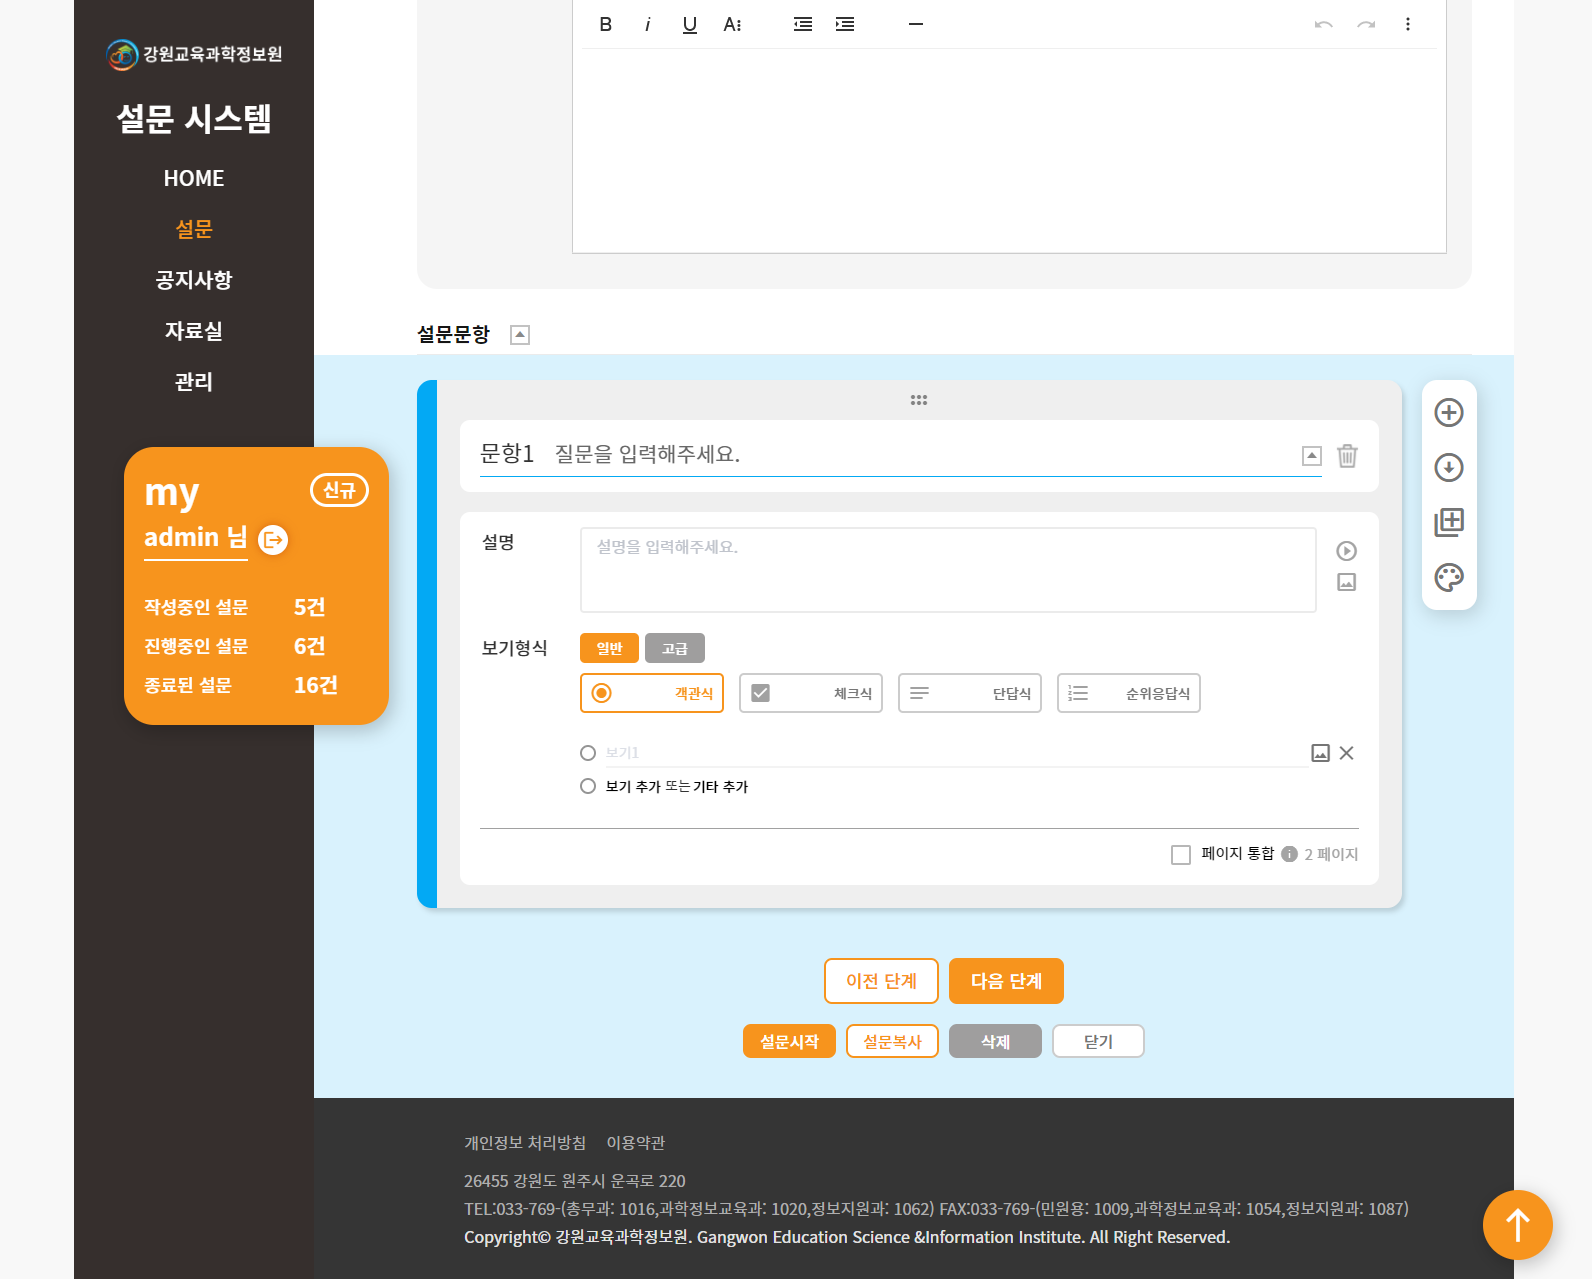 강원교육과학정보원
설문 시스템
HOME
설문
공지사항
자료실
관리
my 신규
admin 님
작성중인 설문 5건
진행중인 설문 6건
종료된 설문 16건
B i U A
설문문항
문항1 질문을 입력해주세요.
설명 설명을 입력해주세요.
보기형식 일반 고급
객관식 체크식 단답식 순위응답식
보기1
보기 추가 또는 기타 추가
페이지 통합 2 페이지
이전 단계 다음 단계
설문시작 설문복사 삭제 닫기
개인정보 처리방침 이용약관
26455 강원도 원주시 운곡로 220
TEL:033-769-(총무과: 1016,과학정보교육과: 1020,정보지원과: 1062) FAX:033-769-(민원용: 1009,과학정보교육과: 1054,정보지원과: 1087)
Copyright© 강원교육과학정보원. Gangwon Education Science &Information Institute. All Right Reserved.